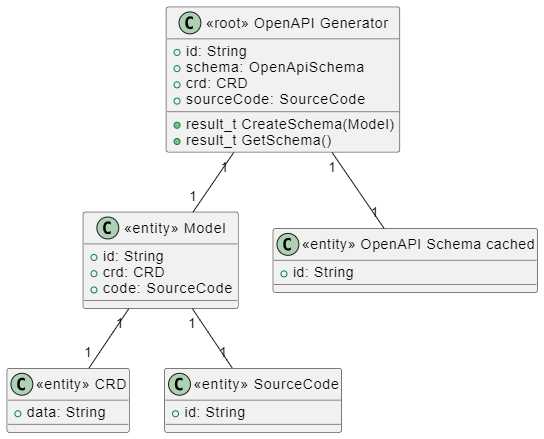 C «root» OpenAPI Generator
id: String
schema: OpenApiSchema
crd: CRD
sourceCode: SourceCode
result_t CreateSchema(Model)
result_t GetSchema()
1 1
1 1
C «entity» Model
id: String
crd: CRD
code: SourceCode
C «entity» OpenAPI Schema cached
id: String
1 1
1 1
C «entity» CRD
data: String
C «entity» SourceCode
id: String